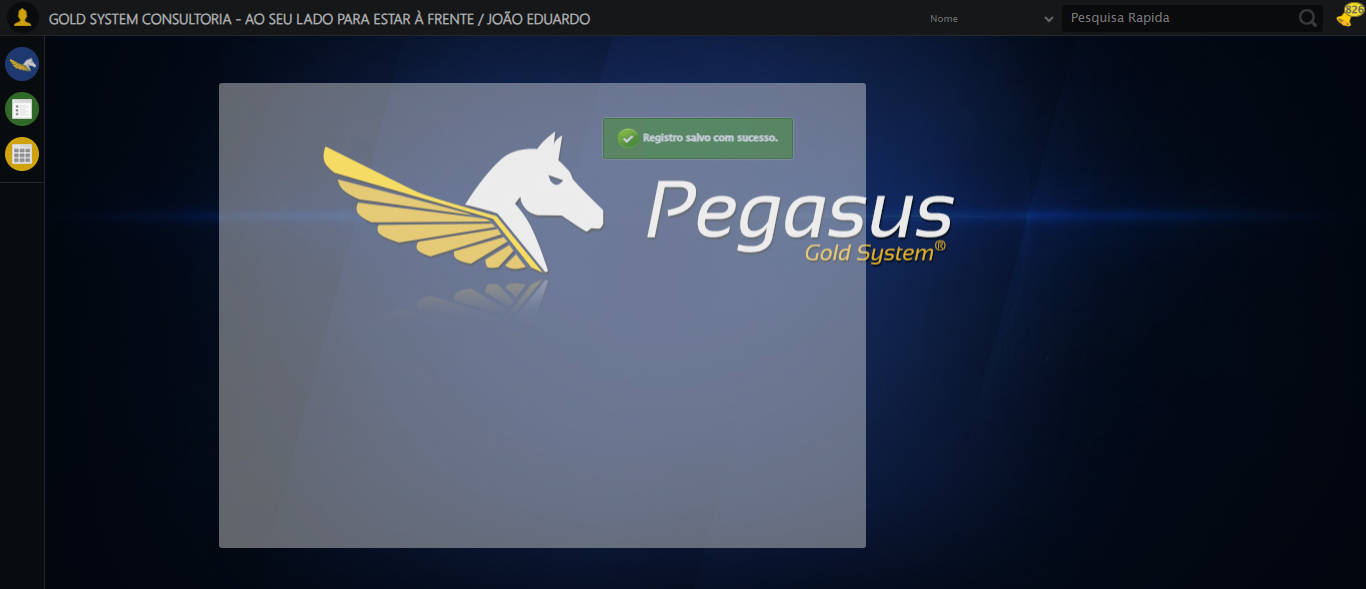 GOLD SYSTEM CONSULTORIA - AO SEU LADO PARA ESTAR À FRENTE / JOÃO EDUARDO
Nome
Pesquisa Rapida
826
Registro salvo com sucesso.
Pegasus
Gold System®